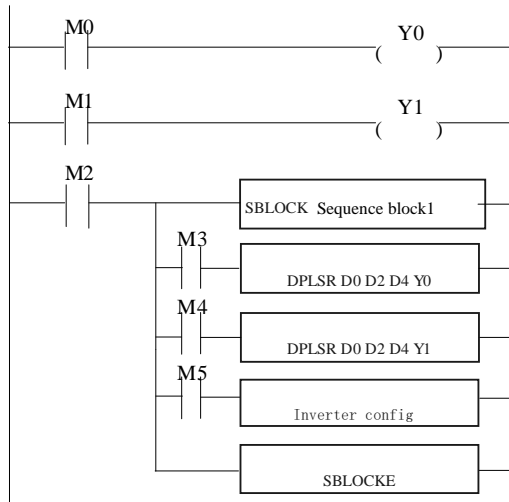 M0 Y0
( )
M1 Y1
( )
M2
SBLOCK Sequence block1
M3
DPLSR D0 D2 D4 Y0
M4
DPLSR D0 D2 D4 Y1
M5
Inverter config
SBLOCKE